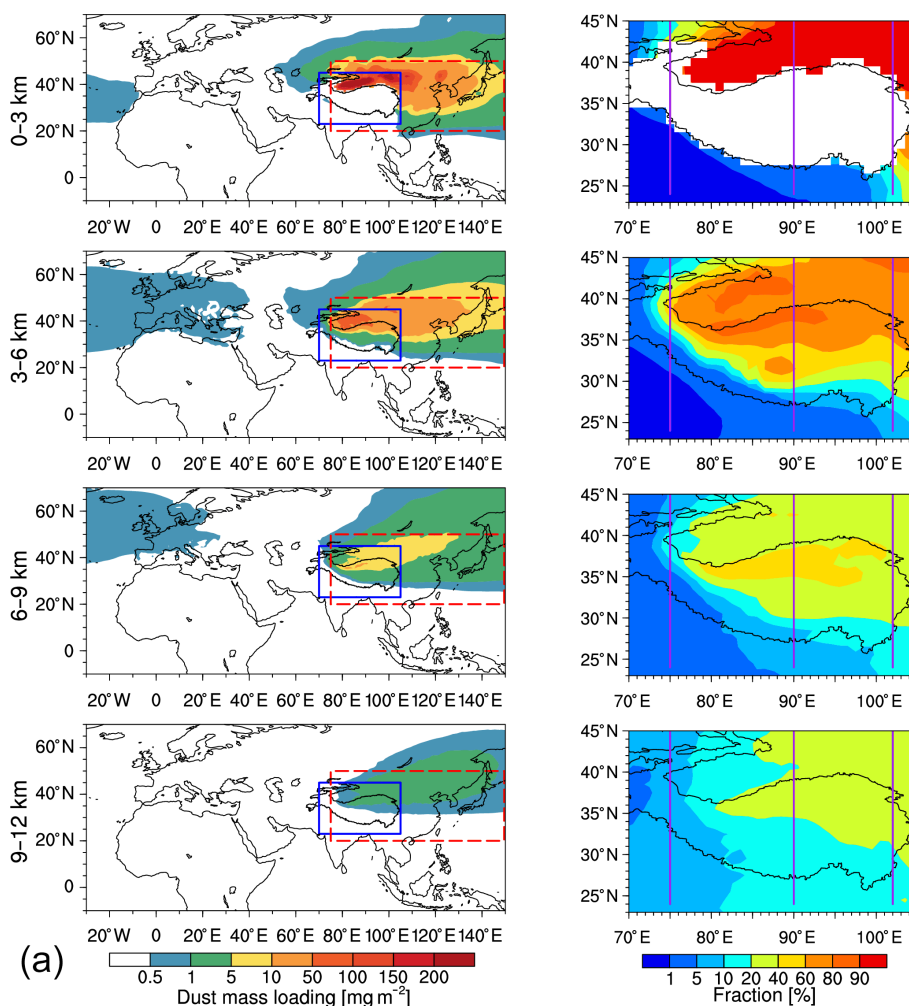 60°N
40°N
20°N
0
0−3 km
20°W 0 20°E 40°E 60°E 80°E 100°E 120°E 140°E
45°N
40°N
35°N
30°N
25°N
70°E 80°E 90°E 100°E
60°N
40°N
20°N
0
3−6 km
20°W 0 20°E 40°E 60°E 80°E 100°E 120°E 140°E
45°N
40°N
35°N
30°N
25°N
70°E 80°E 90°E 100°E
60°N
40°N
20°N
0
6−9 km
20°W 0 20°E 40°E 60°E 80°E 100°E 120°E 140°E
45°N
40°N
35°N
30°N
25°N
70°E 80°E 90°E 100°E
60°N
40°N
20°N
0
9−12 km
20°W 0 20°E 40°E 60°E 80°E 100°E 120°E 140°E
45°N
40°N
35°N
30°N
25°N
70°E 80°E 90°E 100°E
(a)
0.5 1 5 10 50 100 150 200
Dust mass loading [mg m⁻²]
1 5 10 20 40 60 80 90
Fraction [%]